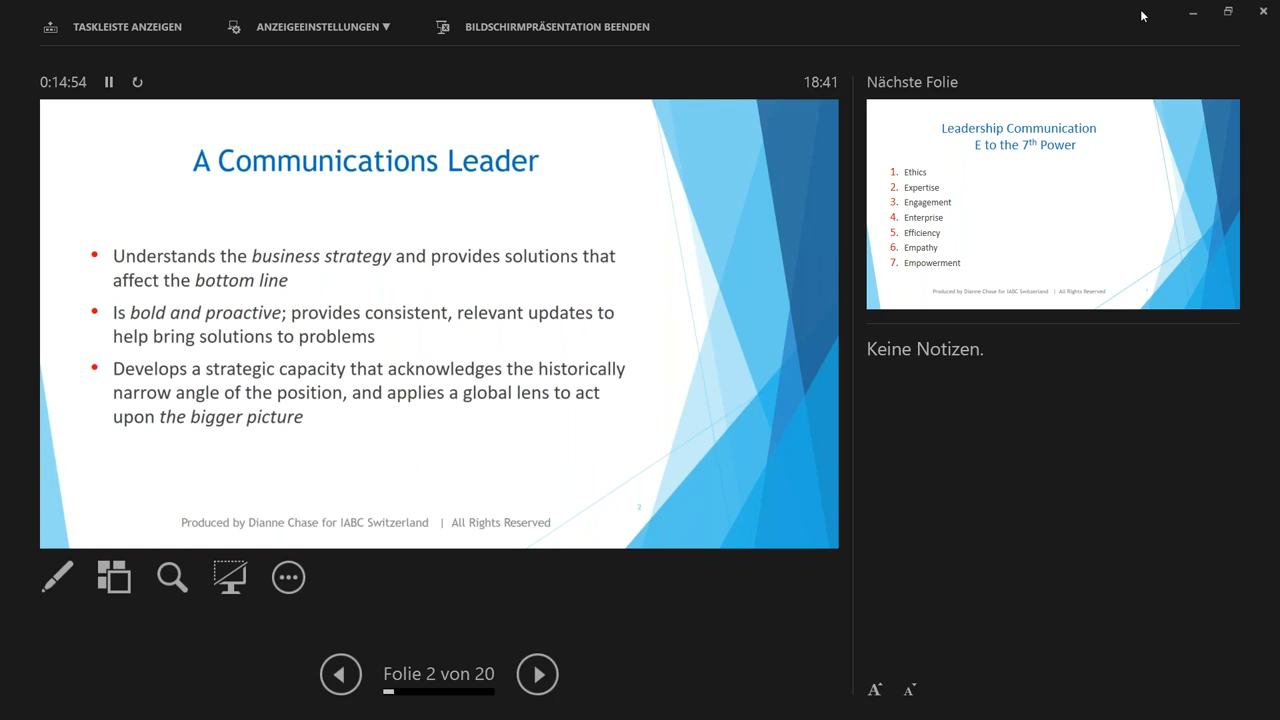 TASKLEISTE ANZEIGEN
ANZEIGEEINSTELLUNGEN ▼
BILDSCHIRMPRÄSENTATION BEENDEN
0:14:54
18:41
A Communications Leader
• Understands the business strategy and provides solutions that
affect the bottom line
• Is bold and proactive; provides consistent, relevant updates to
help bring solutions to problems
• Develops a strategic capacity that acknowledges the historically
narrow angle of the position, and applies a global lens to act
upon the bigger picture
2
Produced by Dianne Chase for IABC Switzerland | All Rights Reserved
Folie 2 von 20
Nächste Folie
Leadership Communication
E to the 7th Power
1. Ethics
2. Expertise
3. Engagement
4. Enterprise
5. Efficiency
6. Empathy
7. Empowerment
Produced by Dianne Chase for IABC Switzerland | All Rights Reserved
Keine Notizen.
A A